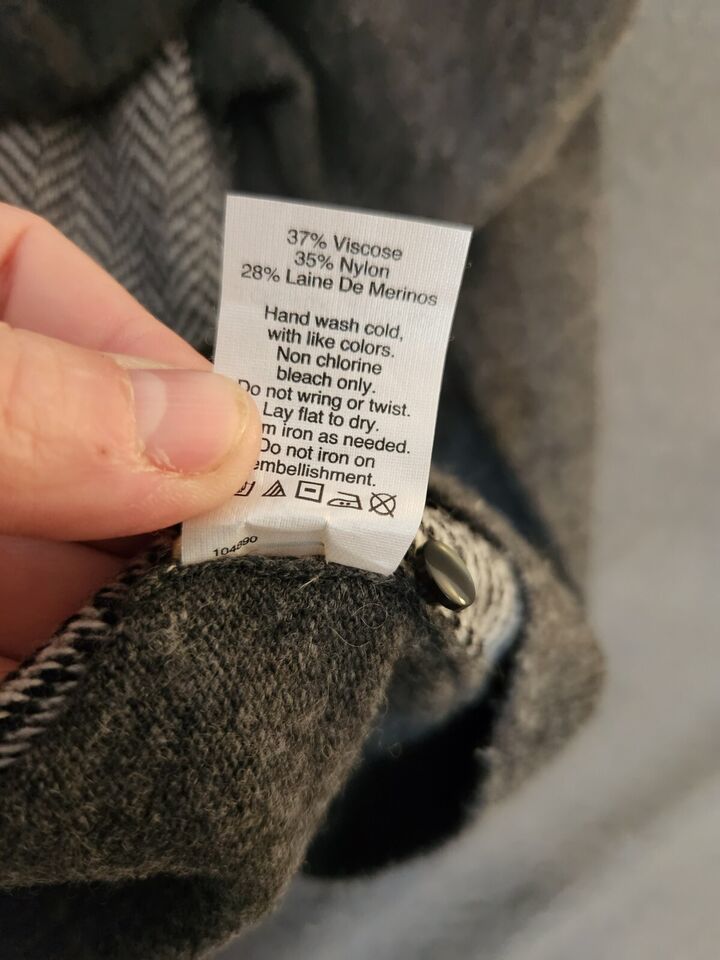 37% Viscose
35% Nylon
28% Laine De Merinos
Hand wash cold,
with like colors.
Non chlorine
bleach only.
Do not wring or twist.
Lay flat to dry.
iron as needed.
Do not iron on
embellishment.